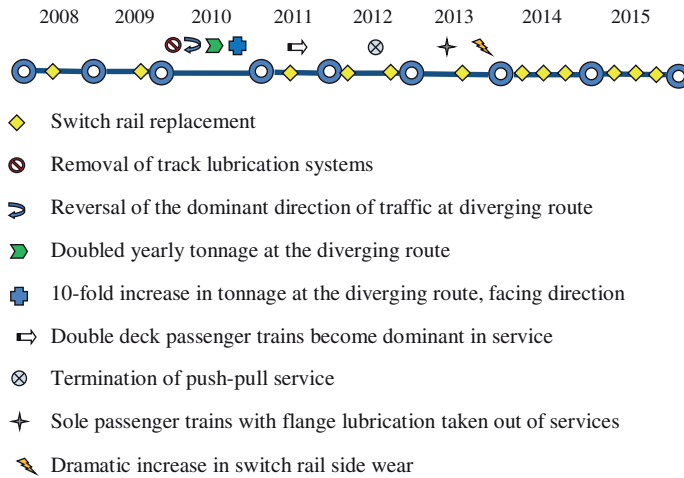 2008 2009 2010 2011 2012 2013 2014 2015
Switch rail replacement
Removal of track lubrication systems
Reversal of the dominant direction of traffic at diverging route
Doubled yearly tonnage at the diverging route
10-fold increase in tonnage at the diverging route, facing direction
Double deck passenger trains become dominant in service
Termination of push-pull service
Sole passenger trains with flange lubrication taken out of services
Dramatic increase in switch rail side wear